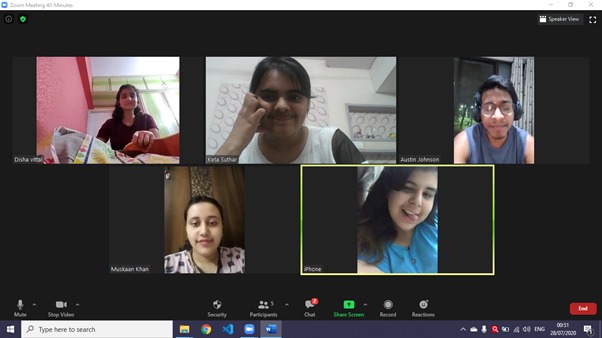 Zoom Meeting 40-Minutes
Speaker View
Disha vittal
Keta Suthar
Austin Johnson
Muskaan Khan
iPhone
Mute
Stop Video
Security
Participants
5
Chat
Share Screen
Record
Reactions
End
Type here to search
ENG
00:51
28/07/2020